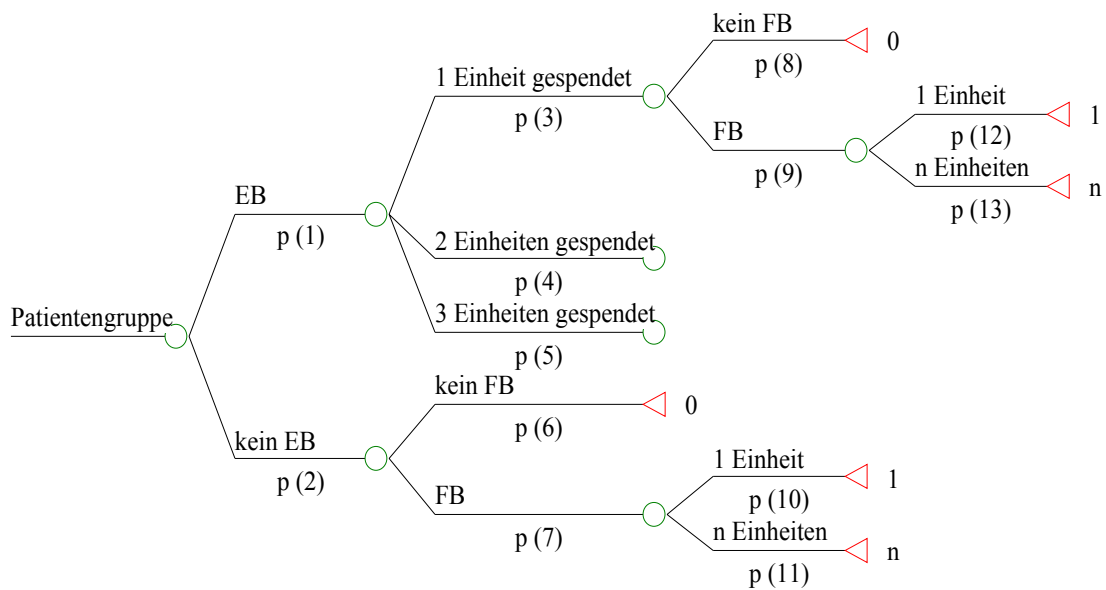 kein FB
0
p (8)
1 Einheit gespendet
p (3)
1 Einheit
1
p (12)
FB
p (9)
n Einheiten
n
p (13)
EB
p (1)
2 Einheiten gespendet
p (4)
3 Einheiten gespendet
p (5)
Patientengruppe
kein FB
0
p (6)
kein EB
p (2)
1 Einheit
1
p (10)
FB
p (7)
n Einheiten
n
p (11)